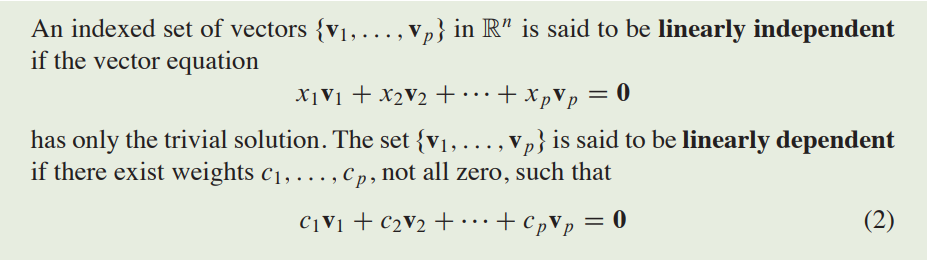 An indexed set of vectors {v₁, . . . , vₚ} in ℝⁿ is said to be linearly independent
if the vector equation
x₁v₁ + x₂v₂ + ⋯ + xₚvₚ = 0
has only the trivial solution. The set {v₁, . . . , vₚ} is said to be linearly dependent
if there exist weights c₁, . . . , cₚ, not all zero, such that
c₁v₁ + c₂v₂ + ⋯ + cₚvₚ = 0 (2)